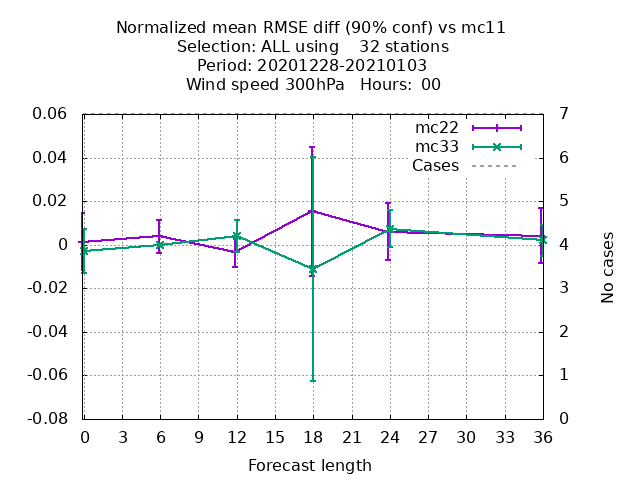 Normalized mean RMSE diff (90% conf) vs mc11
Selection: ALL using    32 stations
Period: 20201228-20210103
Wind speed 300hPa   Hours:  00
mc22
mc33
Cases
0.06
0.04
0.02
0
-0.02
-0.04
-0.06
-0.08
7
6
5
4
3
2
1
0
No cases
0 3 6 9 12 15 18 21 24 27 30 33 36
Forecast length